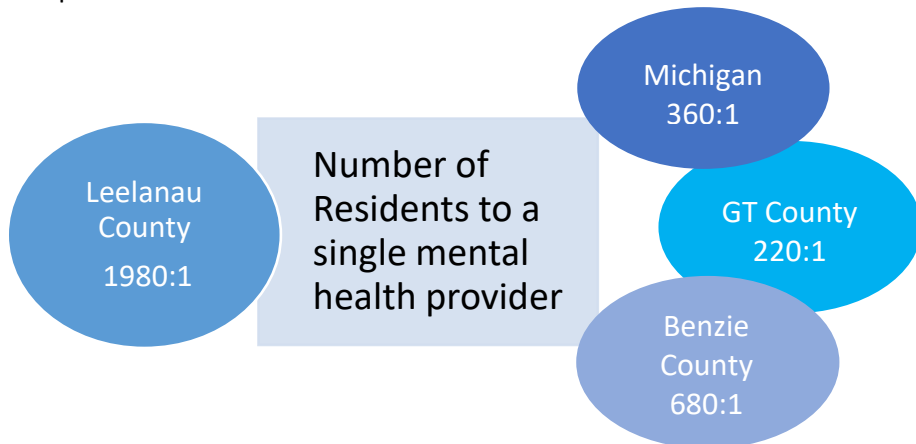 Leelanau
County
1980:1
Number of
Residents to a
single mental
health provider
Michigan
360:1
GT County
220:1
Benzie
County
680:1